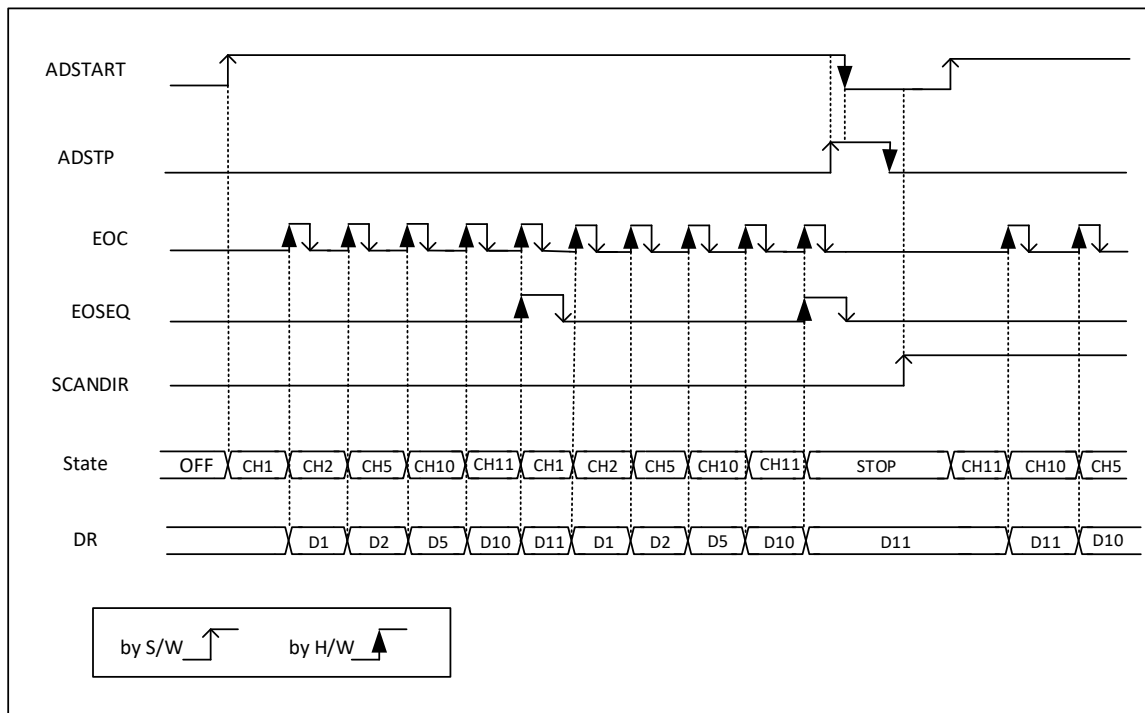 ADSTART
ADSTP
EOC
EOSEQ
SCANDIR
State OFF CH1 CH2 CH5 CH10 CH11 CH1 CH2 CH5 CH10 CH11 STOP CH11 CH10 CH5
DR D1 D2 D5 D10 D11 D1 D2 D5 D10 D11 D11 D10
by S/W by H/W